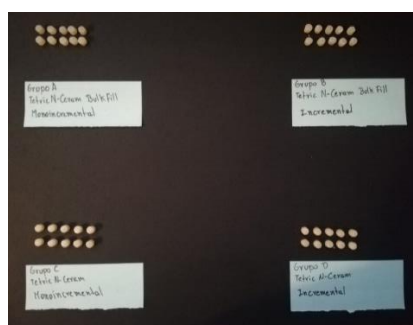 Grupo A
Tetric N-Ceram Bulk Fill
Monoincremental
Grupo B
Tetric N-Ceram Bulk Fill
Incremental
Grupo C
Tetric N-Ceram
Monoincremental
Grupo D
Tetric N-Ceram
Incremental